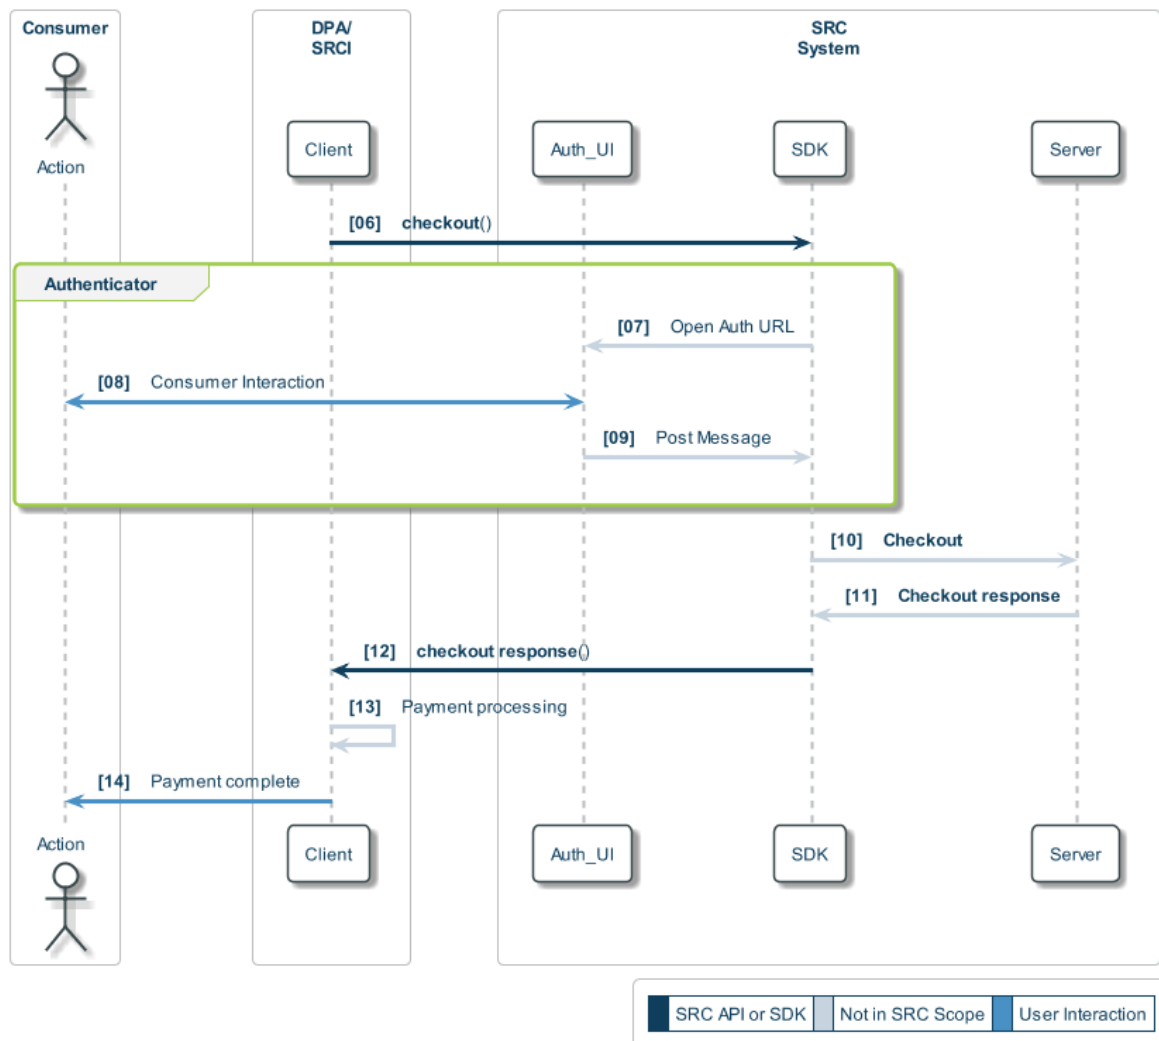 Consumer
DPA/
SRCI
SRC
System
Action
Client
Auth_UI
SDK
Server
[06] checkout()
Authenticator
[07] Open Auth URL
[08] Consumer Interaction
[09] Post Message
[10] Checkout
[11] Checkout response
[12] checkout response()
[13] Payment processing
[14] Payment complete
Action
Client
Auth_UI
SDK
Server
SRC API or SDK
Not in SRC Scope
User Interaction